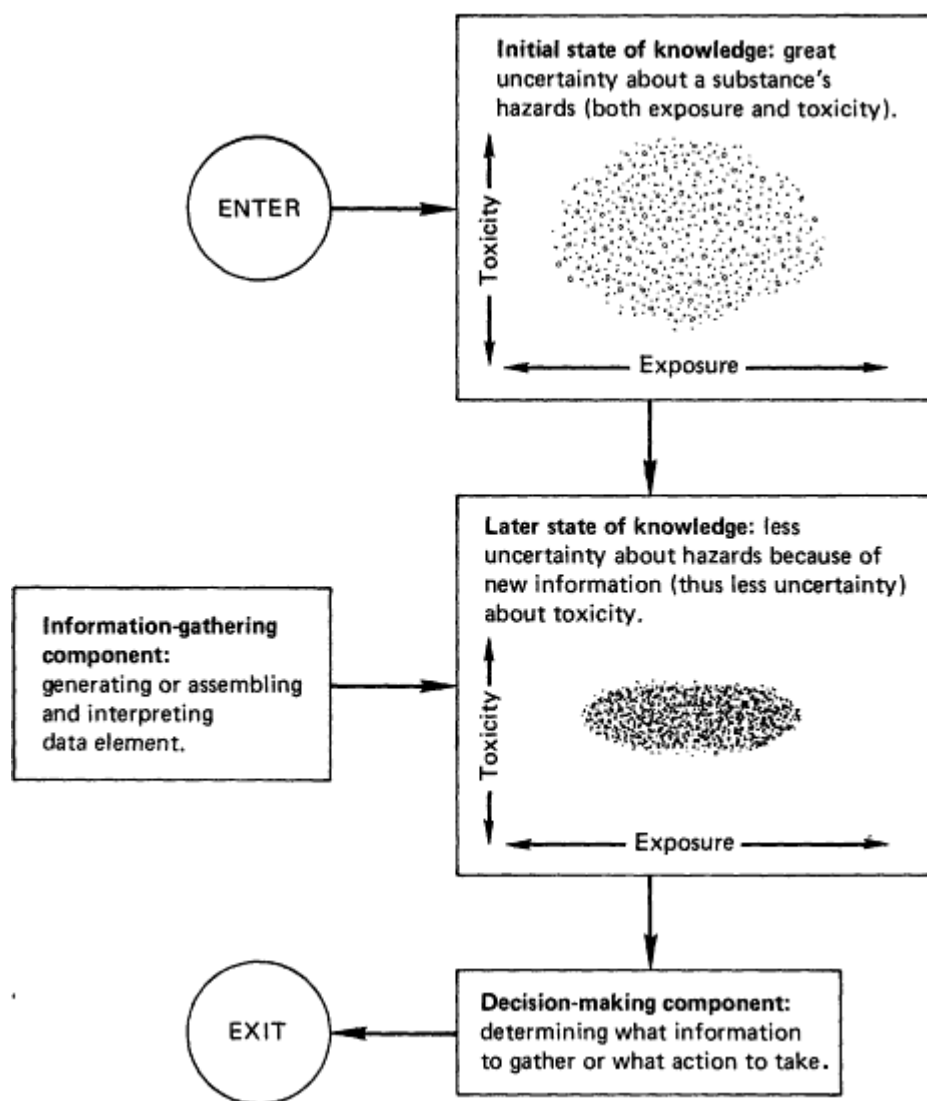 Initial state of knowledge: great
uncertainty about a substance's
hazards (both exposure and toxicity).
ENTER
Toxicity
Exposure
Later state of knowledge: less
uncertainty about hazards because of
new information (thus less uncertainty)
about toxicity.
Information-gathering
component:
generating or assembling
and interpreting
data element.
Toxicity
Exposure
Decision-making component:
determining what information
to gather or what action to take.
EXIT